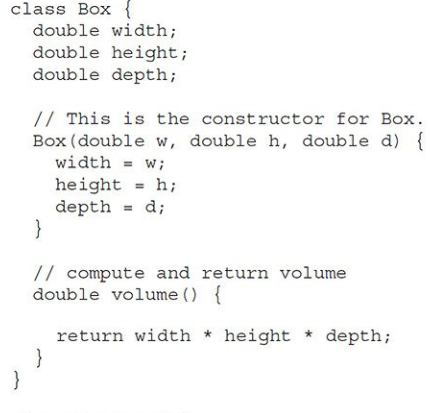 class Box {
  double width;
  double height;
  double depth;

  // This is the constructor for Box.
  Box(double w, double h, double d) {
    width = w;
    height = h;
    depth = d;
  }

  // compute and return volume
  double volume() {

    return width * height * depth;
  }
}